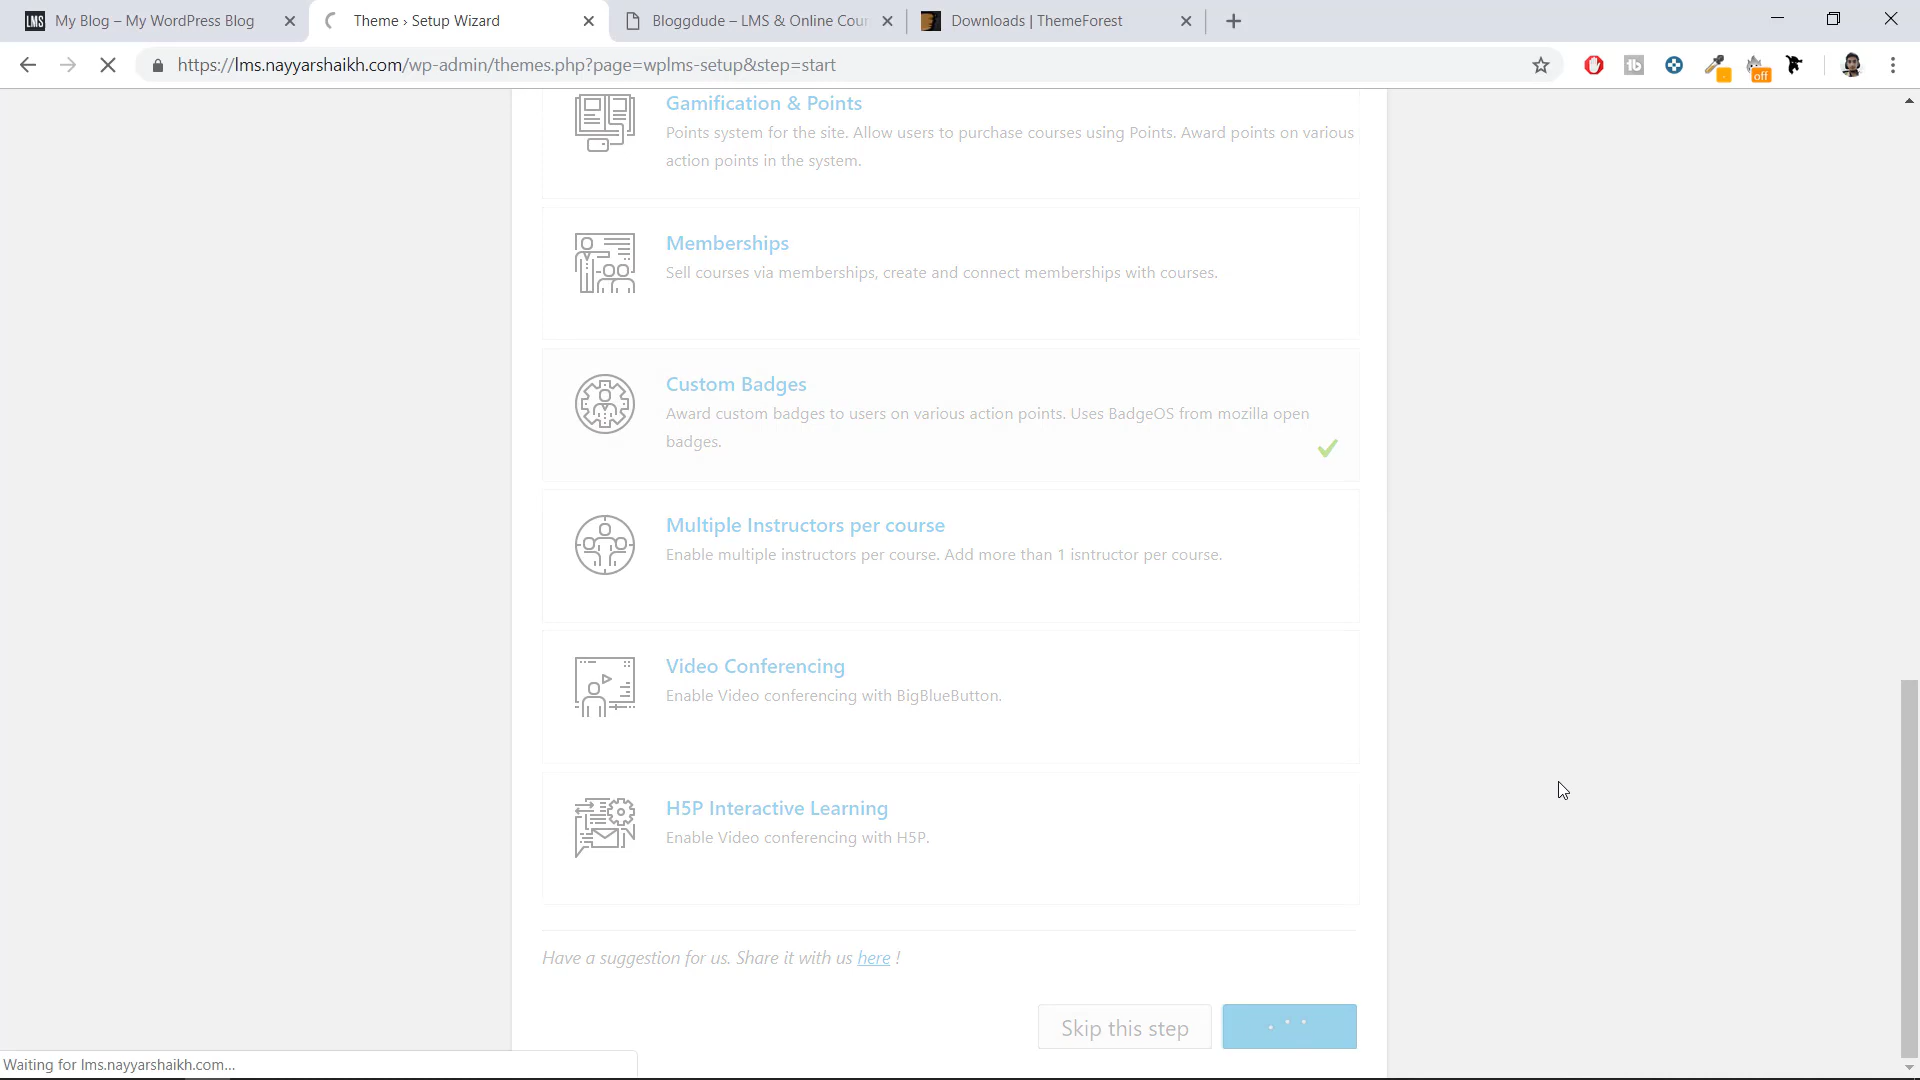 LMS My Blog – My WordPress Blog
Theme › Setup Wizard
Bloggdude – LMS & Online Cour
Downloads | ThemeForest
https://lms.nayyarshaikh.com/wp-admin/themes.php?page=wplms-setup&step=start
tb
off
Gamification & Points
Points system for the site. Allow users to purchase courses using Points. Award points on various
action points in the system.
Memberships
Sell courses via memberships, create and connect memberships with courses.
Custom Badges
Award custom badges to users on various action points. Uses BadgeOS from mozilla open
badges.
Multiple Instructors per course
Enable multiple instructors per course. Add more than 1 isntructor per course.
Video Conferencing
Enable Video conferencing with BigBlueButton.
H5P Interactive Learning
Enable Video conferencing with H5P.
Have a suggestion for us. Share it with us here !
Skip this step
Waiting for lms.nayyarshaikh.com...